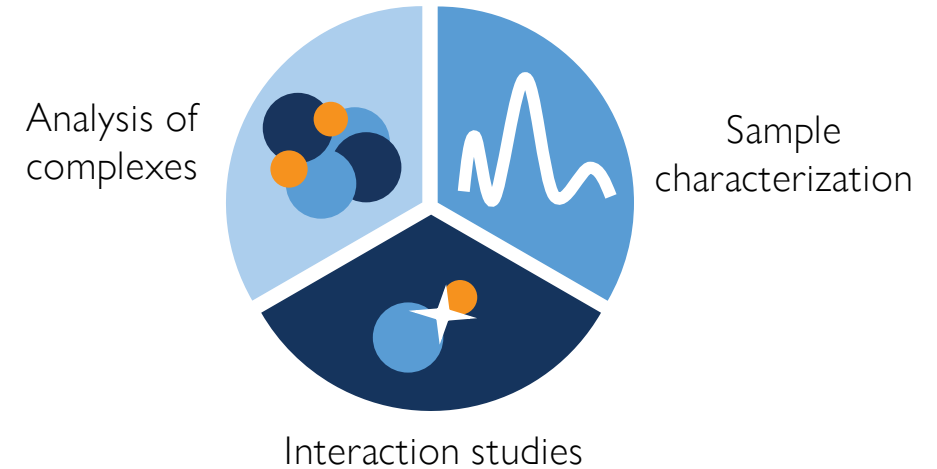 Analysis of
complexes
Sample
characterization
Interaction studies